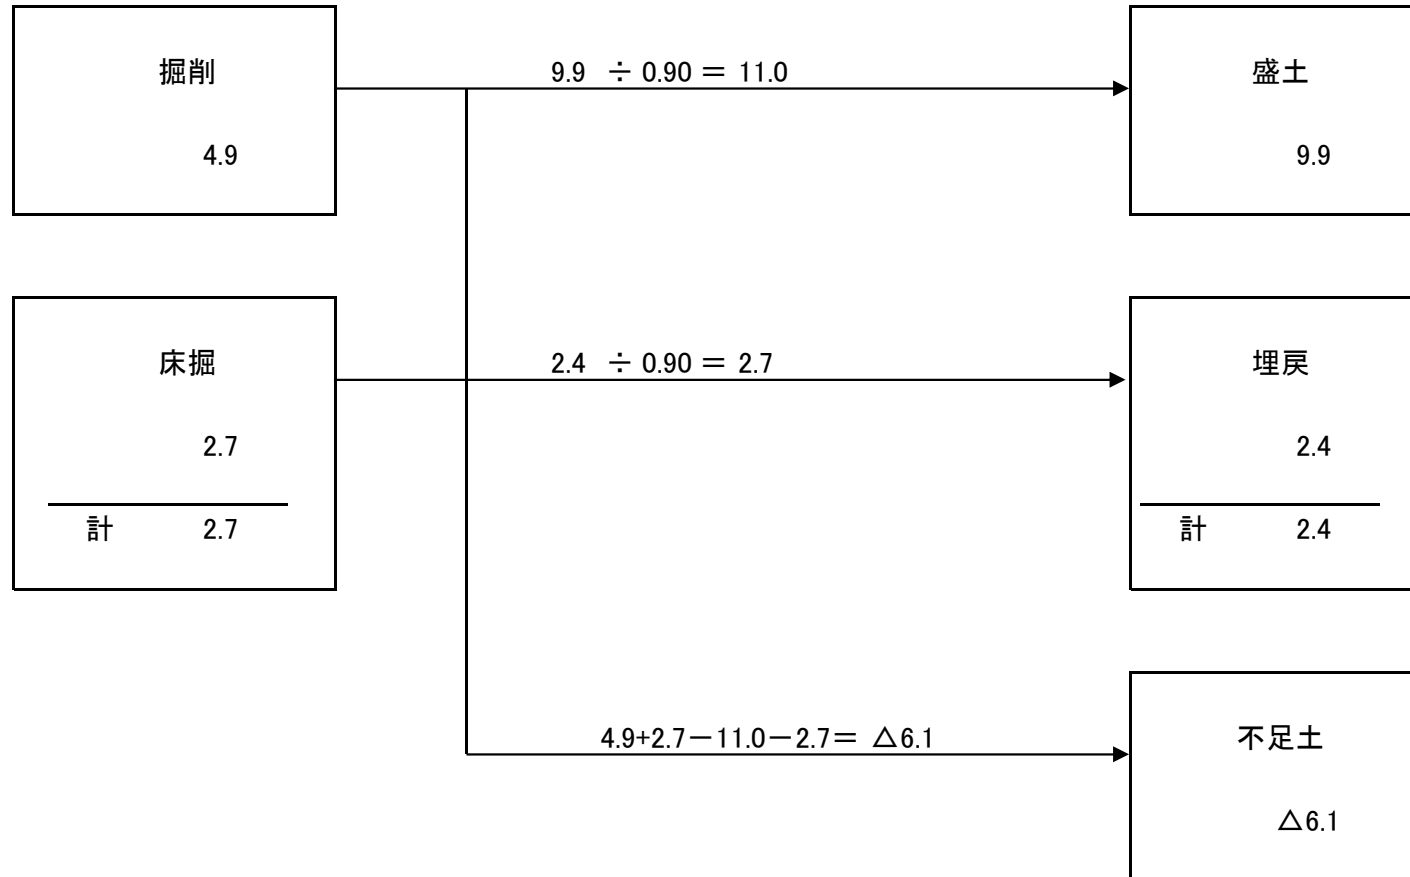 掘削
9.9 ÷ 0.90 = 11.0
盛土
4.9
9.9
床掘
2.4 ÷ 0.90 = 2.7
埋戻
2.7
2.4
計 2.7
計 2.4
4.9+2.7－11.0－2.7= △6.1
不足土
△6.1